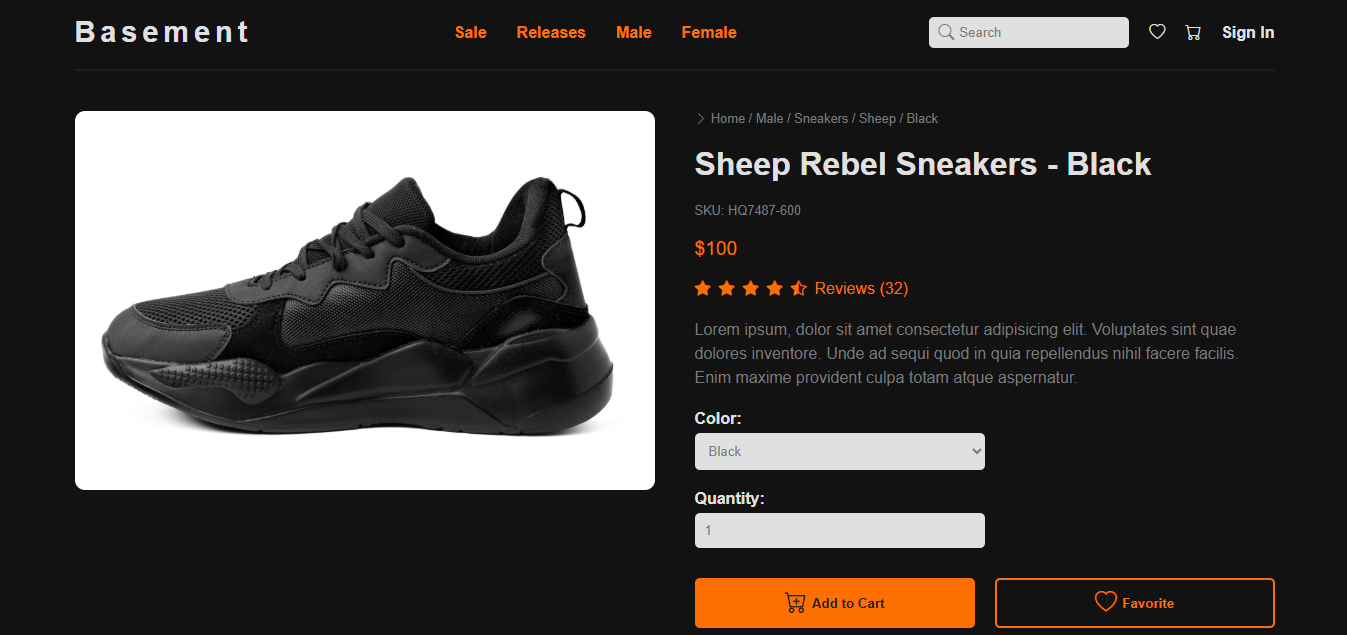 Basement
Sale Releases Male Female
Search
Sign In
Home / Male / Sneakers / Sheep / Black
Sheep Rebel Sneakers - Black
SKU: HQ7487-600
$100
Reviews (32)
Lorem ipsum, dolor sit amet consectetur adipisicing elit. Voluptates sint quae
dolores inventore. Unde ad sequi quod in quia repellendus nihil facere facilis.
Enim maxime provident culpa totam atque aspernatur.
Color:
Black
Quantity:
1
Add to Cart
Favorite